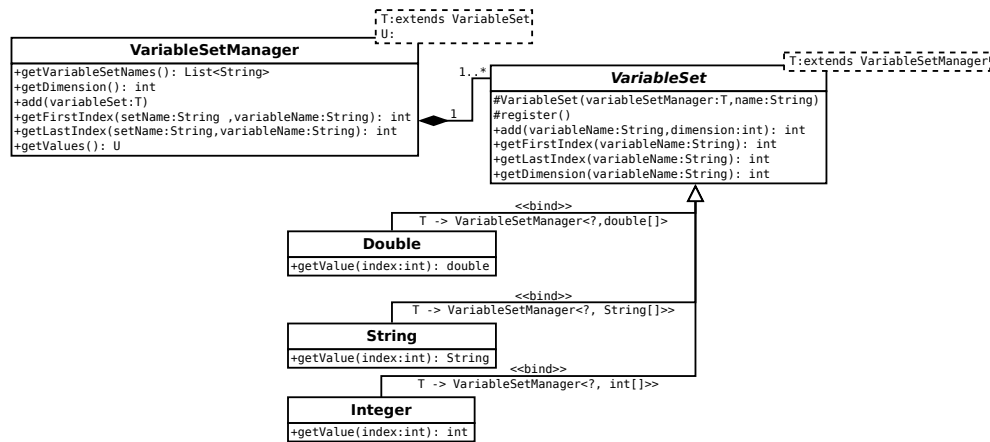 T:extends VariableSet
U:
VariableSetManager
+getVariableSetNames(): List<String>
+getDimension(): int
+add(variableSet:T)
+getFirstIndex(setName:String ,variableName:String): int
+getLastIndex(setName:String,variableName:String): int
+getValues(): U
1
1..*
T:extends VariableSetManager
VariableSet
#VariableSet(variableSetManager:T,name:String)
#register()
+add(variableName:String,dimension:int): int
+getFirstIndex(variableName:String): int
+getLastIndex(variableName:String): int
+getDimension(variableName:String): int
<<bind>>
T -> VariableSetManager<?,double[]>
Double
+getValue(index:int): double
<<bind>>
T -> VariableSetManager<?, String[]>>
String
+getValue(index:int): String
<<bind>>
T -> VariableSetManager<?, int[]>>
Integer
+getValue(index:int): int